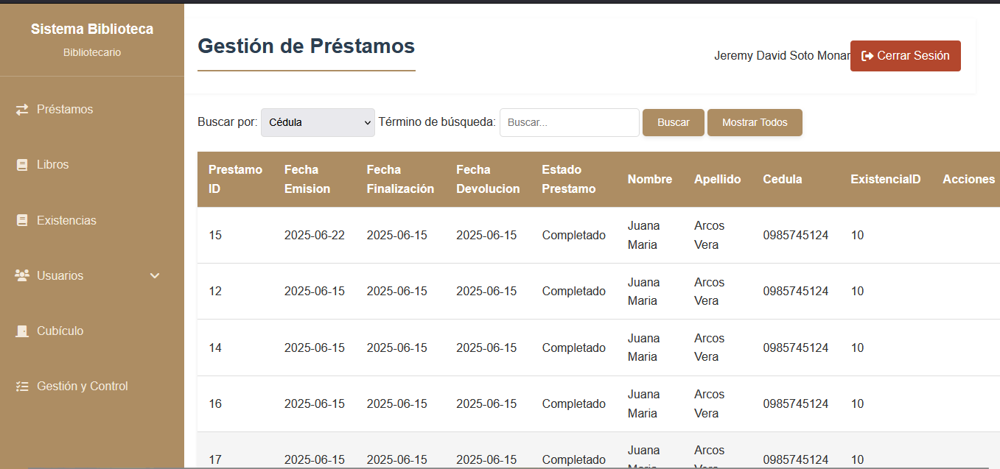 Sistema Biblioteca
Bibliotecario
Préstamos
Libros
Existencias
Usuarios
Cubículo
Gestión y Control
Gestión de Préstamos
Jeremy David Soto Monar
Cerrar Sesión
Buscar por: Cédula Término de búsqueda: Buscar... Buscar Mostrar Todos
Prestamo ID Fecha Emision Fecha Finalización Fecha Devolucion Estado Prestamo Nombre Apellido Cedula ExistenciaID Acciones
15 2025-06-22 2025-06-15 2025-06-15 Completado Juana Maria Arcos Vera 0985745124 10
12 2025-06-15 2025-06-15 2025-06-15 Completado Juana Maria Arcos Vera 0985745124 10
14 2025-06-15 2025-06-15 2025-06-15 Completado Juana Maria Arcos Vera 0985745124 10
16 2025-06-15 2025-06-15 2025-06-15 Completado Juana Maria Arcos Vera 0985745124 10
17 2025-06-15 2025-06-15 2025-06-15 Completado Juana Maria Arcos Vera 0985745124 10